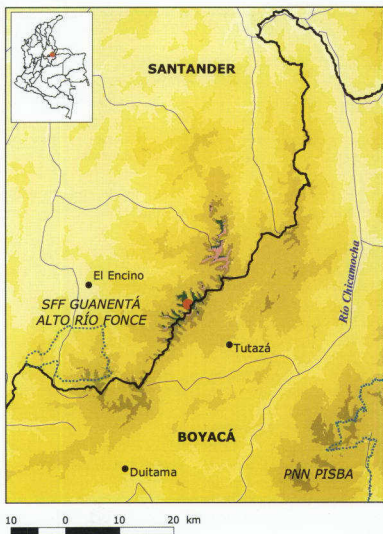 SANTANDER
Río Chicamocha
El Encino
SFF GUANENTÁ
ALTO RÍO FONCE
Tutazá
BOYACÁ
PNN PISBA
Duitama
10 0 10 20 km